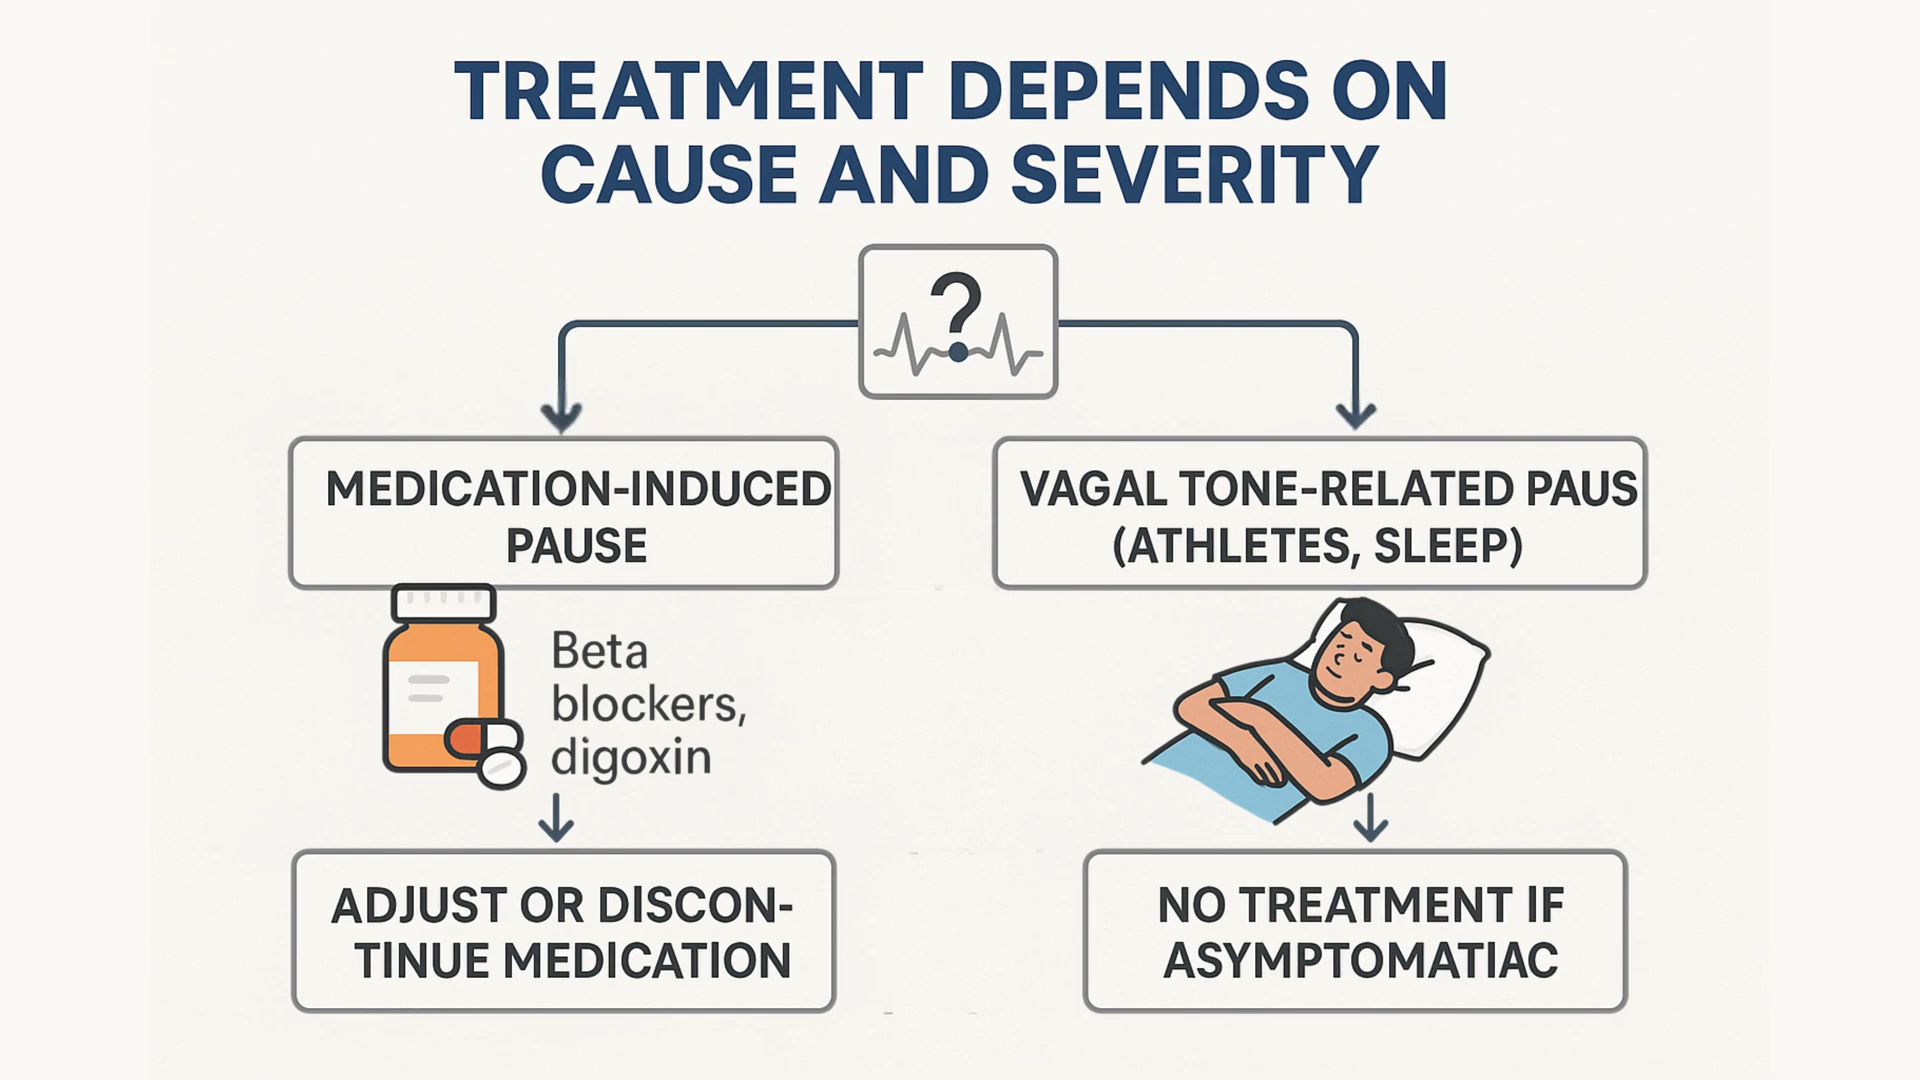 TREATMENT DEPENDS ON
CAUSE AND SEVERITY
?
MEDICATION-INDUCED
PAUSE
VAGAL TONE-RELATED PAUS
(ATHLETES, SLEEP)
Beta
blockers,
digoxin
ADJUST OR DISCON-
TINUE MEDICATION
NO TREATMENT IF
ASYMPTOMATIAC